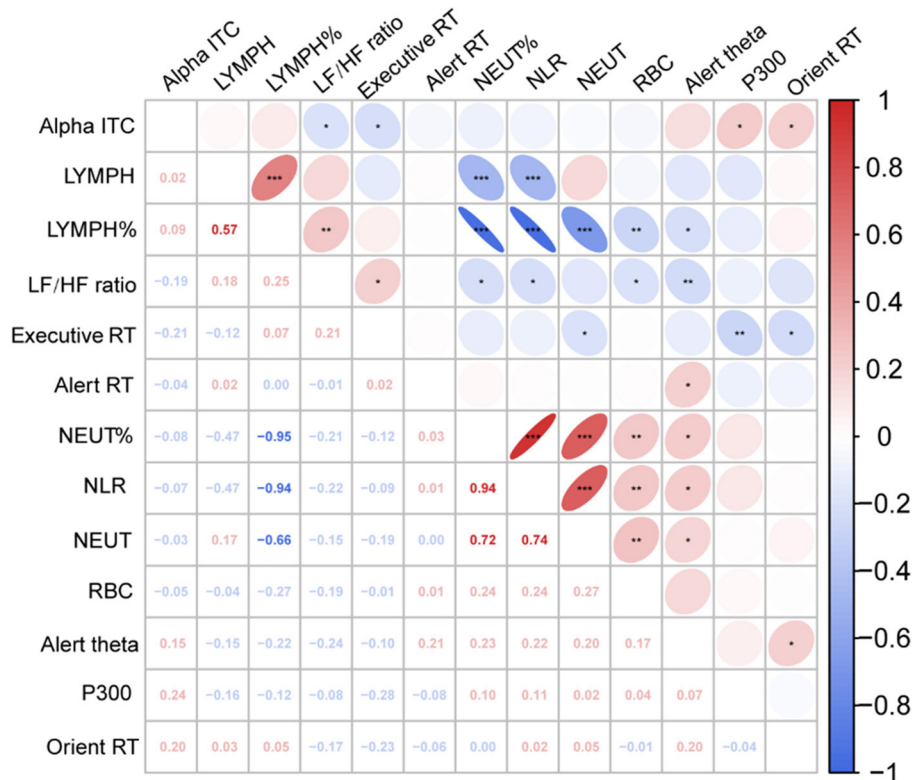 Alpha ITC LYMPH LYMPH% LF/HF ratio Executive RT Alert RT NEUT% NLR NEUT RBC Alert theta P300 Orient RT
Alpha ITC * * * *
LYMPH 0.02 *** *** ***
LYMPH% 0.09 0.57 ** *** *** *** ** *
LF/HF ratio −0.19 0.18 0.25 * * * * **
Executive RT −0.21 −0.12 0.07 0.21 * ** *
Alert RT −0.04 0.02 0.00 −0.01 0.02 *
NEUT% −0.08 −0.47 −0.95 −0.21 −0.12 0.03 *** *** ** *
NLR −0.07 −0.47 −0.94 −0.22 −0.09 0.01 0.94 *** ** *
NEUT −0.03 0.17 −0.66 −0.15 −0.19 0.00 0.72 0.74 ** *
RBC −0.05 −0.04 −0.27 −0.19 −0.01 0.01 0.24 0.24 0.27
Alert theta 0.15 −0.15 −0.22 −0.24 −0.10 0.21 0.23 0.22 0.20 0.17 *
P300 0.24 −0.16 −0.12 −0.08 −0.28 −0.08 0.10 0.11 0.02 0.04 0.07
Orient RT 0.20 0.03 0.05 −0.17 −0.23 −0.06 0.00 0.02 0.05 −0.01 0.20 −0.04
1
0.8
0.6
0.4
0.2
0
−0.2
−0.4
−0.6
−0.8
−1